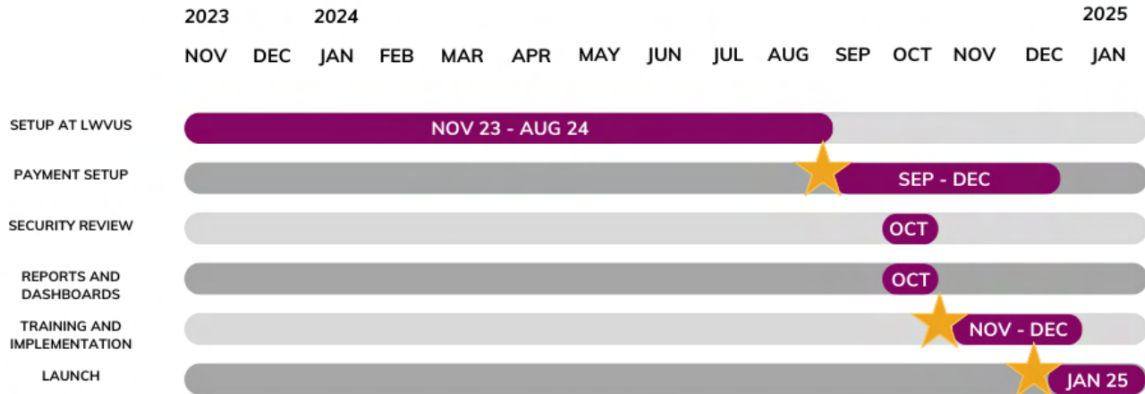 2023 2024 2025
NOV DEC JAN FEB MAR APR MAY JUN JUL AUG SEP OCT NOV DEC JAN
SETUP AT LWVUS NOV 23 - AUG 24
PAYMENT SETUP SEP - DEC
SECURITY REVIEW OCT
REPORTS AND
DASHBOARDS OCT
TRAINING AND
IMPLEMENTATION NOV - DEC
LAUNCH JAN 25